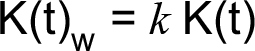 K(t)w = k K(t)